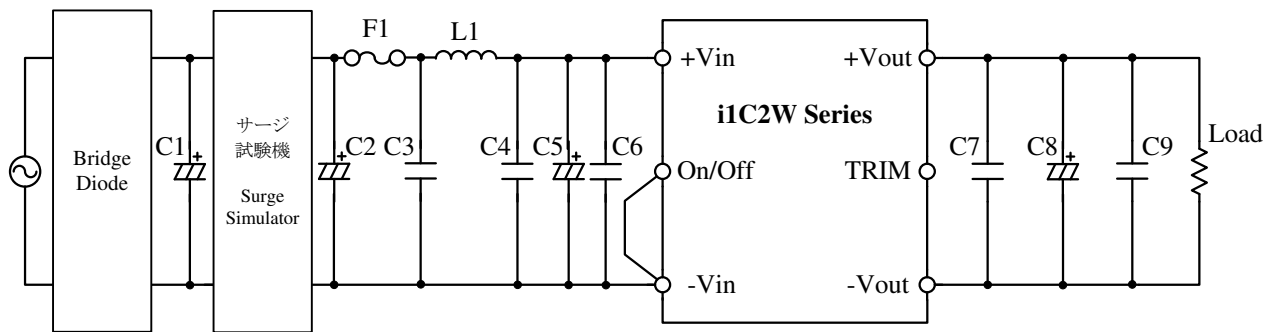 F1
L1
+Vin
+Vout
i1C2W Series
サージ
試験機
Surge
Simulator
Bridge
Diode
C1
C2
C3
C4
C5
C6
On/Off
TRIM
C7
C8
C9
Load
-Vin
-Vout